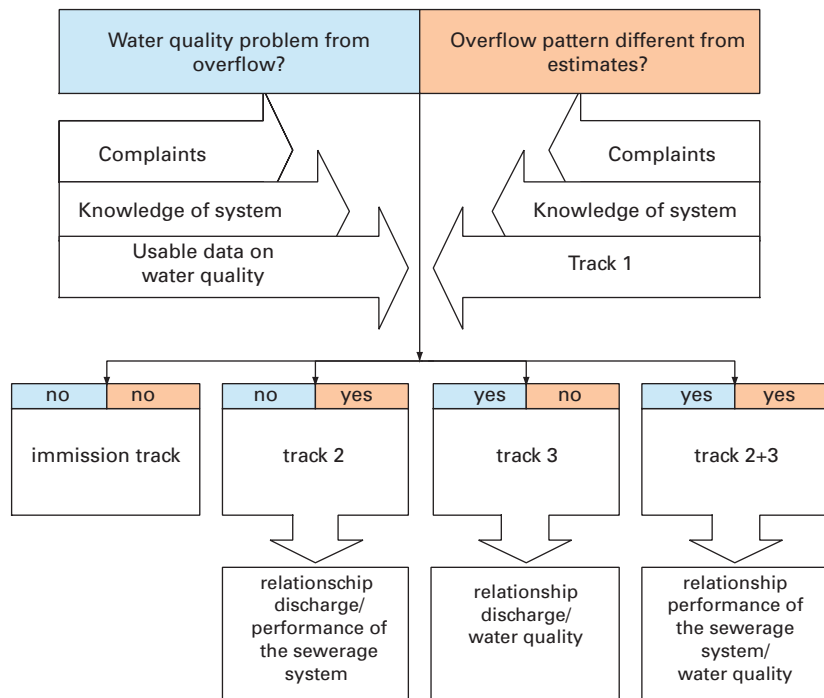 Water quality problem from
overflow?
Overflow pattern different from
estimates?
Complaints
Knowledge of system
Usable data on
water quality
Complaints
Knowledge of system
Track 1
no no
immission track
no yes
track 2
yes no
track 3
yes yes
track 2+3
relationschip
discharge/
performance of
the sewerage
system
relationship
discharge/
water quality
relationship
performance of
the sewerage
system/
water quality